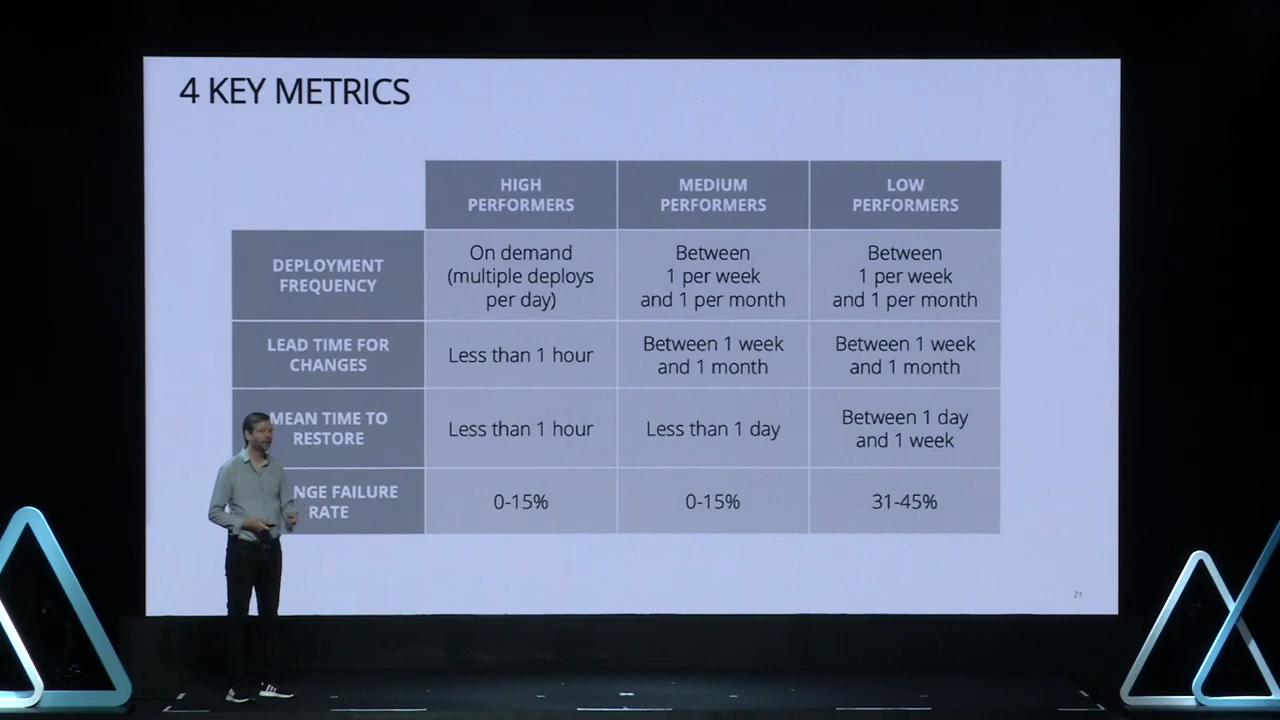 4 KEY METRICS
HIGH
PERFORMERS
MEDIUM
PERFORMERS
LOW
PERFORMERS
DEPLOYMENT
FREQUENCY
On demand
(multiple deploys
per day)
Between
1 per week
and 1 per month
Between
1 per week
and 1 per month
LEAD TIME FOR
CHANGES
Less than 1 hour
Between 1 week
and 1 month
Between 1 week
and 1 month
MEAN TIME TO
RESTORE
Less than 1 hour
Less than 1 day
Between 1 day
and 1 week
NGE FAILURE
RATE
0-15%
0-15%
31-45%
21